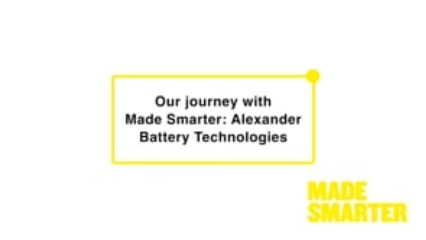 Our journey with
Made Smarter: Alexander
Battery Technologies
MADE
SMARTER